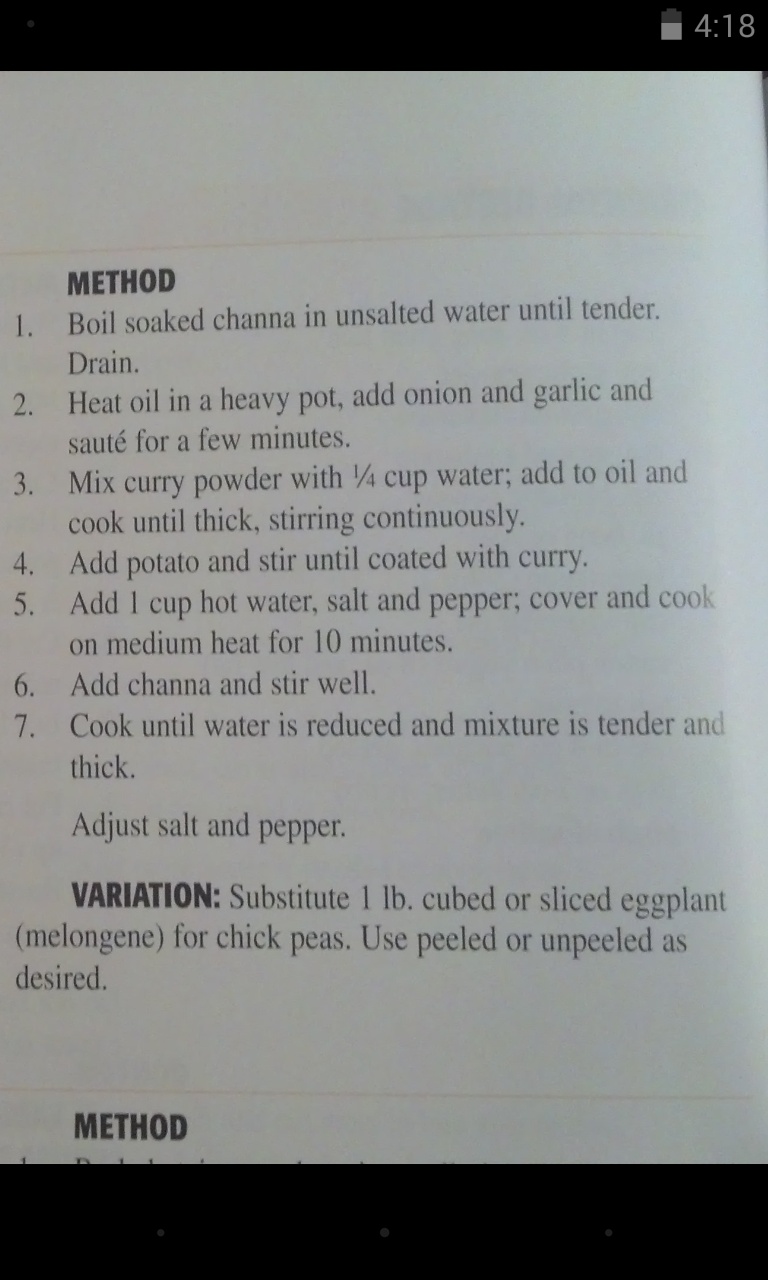 4:18
METHOD
1. Boil soaked channa in unsalted water until tender.
Drain.
2. Heat oil in a heavy pot, add onion and garlic and
sauté for a few minutes.
3. Mix curry powder with ¼ cup water; add to oil and
cook until thick, stirring continuously.
4. Add potato and stir until coated with curry.
5. Add 1 cup hot water, salt and pepper; cover and cook
on medium heat for 10 minutes.
6. Add channa and stir well.
7. Cook until water is reduced and mixture is tender and
thick.
Adjust salt and pepper.
VARIATION: Substitute 1 lb. cubed or sliced eggplant
(melongene) for chick peas. Use peeled or unpeeled as
desired.
METHOD